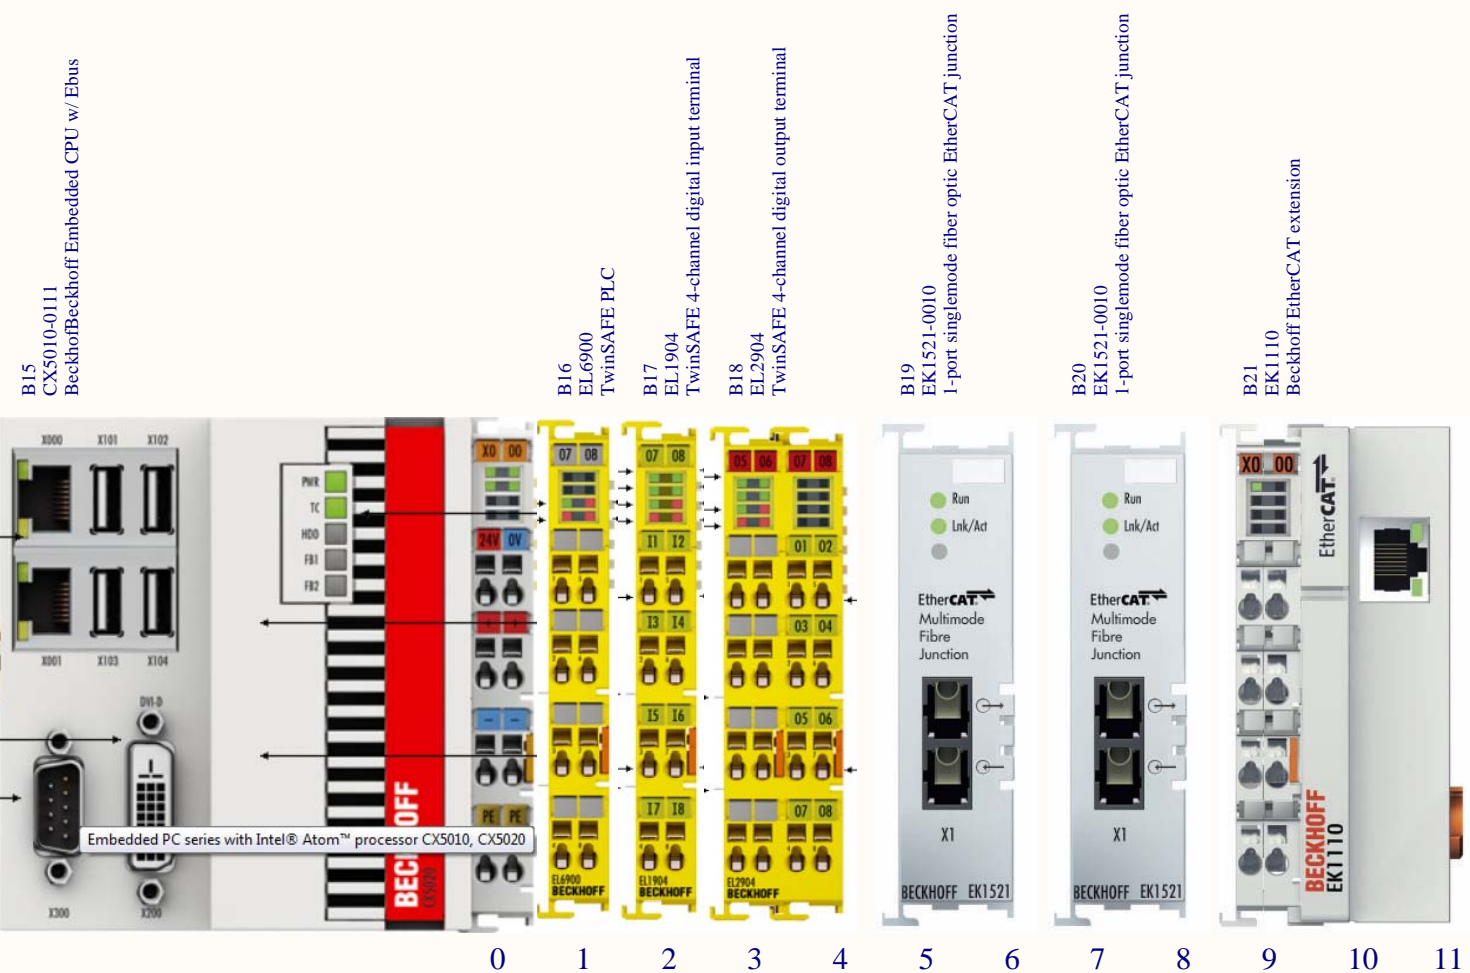 B15
CX5010-0111
BeckhofBeckhoff Embedded CPU w/ Ebus
B16
EL6900
TwinSAFE PLC
B17
EL1904
TwinSAFE 4-channel digital input terminal
B18
EL2904
TwinSAFE 4-channel digital output terminal
B19
EK1521-0010
1-port singlemode fiber optic EtherCAT junction
B20
EK1521-0010
1-port singlemode fiber optic EtherCAT junction
B21
EK1110
Beckhoff EtherCAT extension
X000 X101 X102
PWR
TC
HDD
FB1
FB2
X001 X103 X104
DVI-D
X300 X200
Embedded PC series with Intel® Atom™ processor CX5010, CX5020
BECKHOFF
CX5020
X0 00
24V 0V
+ +
- -
PE PE
07 08
EL6900
BECKHOFF
07 08
I1 I2
I3 I4
I5 I6
I7 I8
EL1904
BECKHOFF
05 06 07 08
01 02
03 04
05 06
07 08
EL2904
BECKHOFF
Run
Lnk/Act
EtherCAT
Multimode
Fibre
Junction
X1
BECKHOFF EK1521
Run
Lnk/Act
EtherCAT
Multimode
Fibre
Junction
X1
BECKHOFF EK1521
X0 00
EtherCAT
BECKHOFF
EK1110
0 1 2 3 4 5 6 7 8 9 10 11